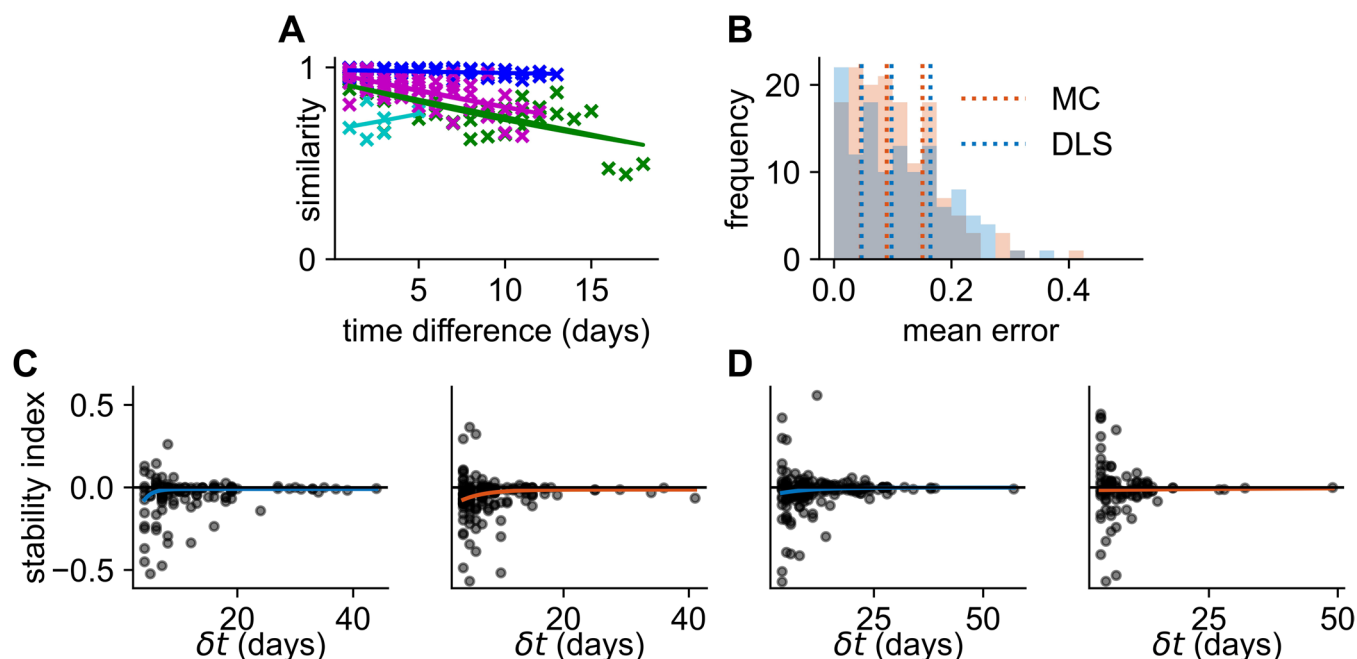 A
B
1
0
similarity
5
10
15
time difference (days)
20
10
0
frequency
0.0
0.2
0.4
mean error
MC
DLS
C
D
0.5
0.0
−0.5
stability index
20
40
20
40
25
50
25
50
δt (days)
δt (days)
δt (days)
δt (days)